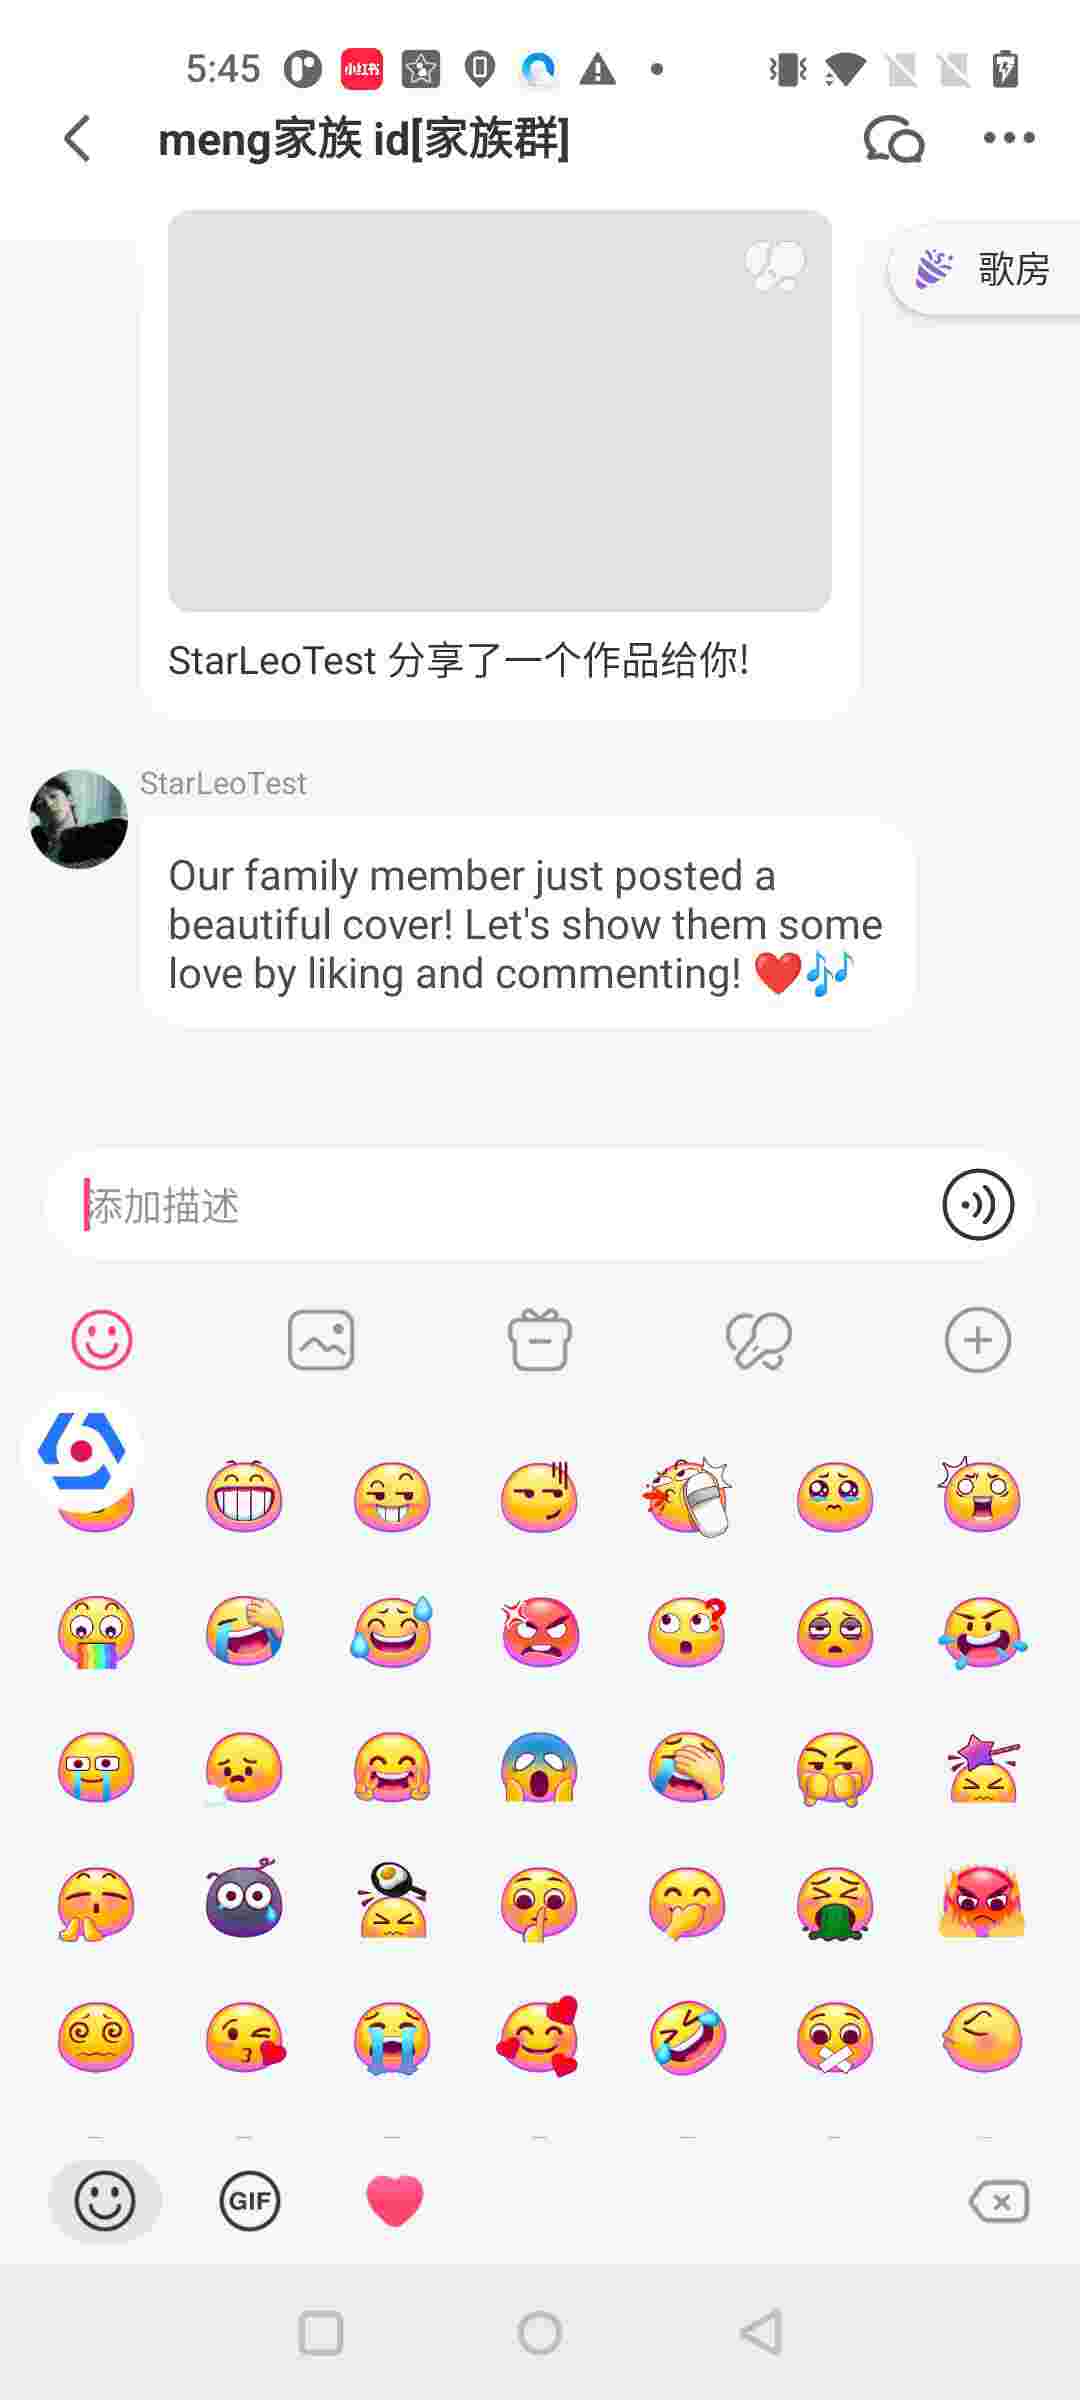 5:45
小红书
meng家族 id[家族群]
歌房
StarLeoTest 分享了一个作品给你!
StarLeoTest
Our family member just posted a
beautiful cover! Let's show them some
love by liking and commenting! ❤️🎶
添加描述
GIF